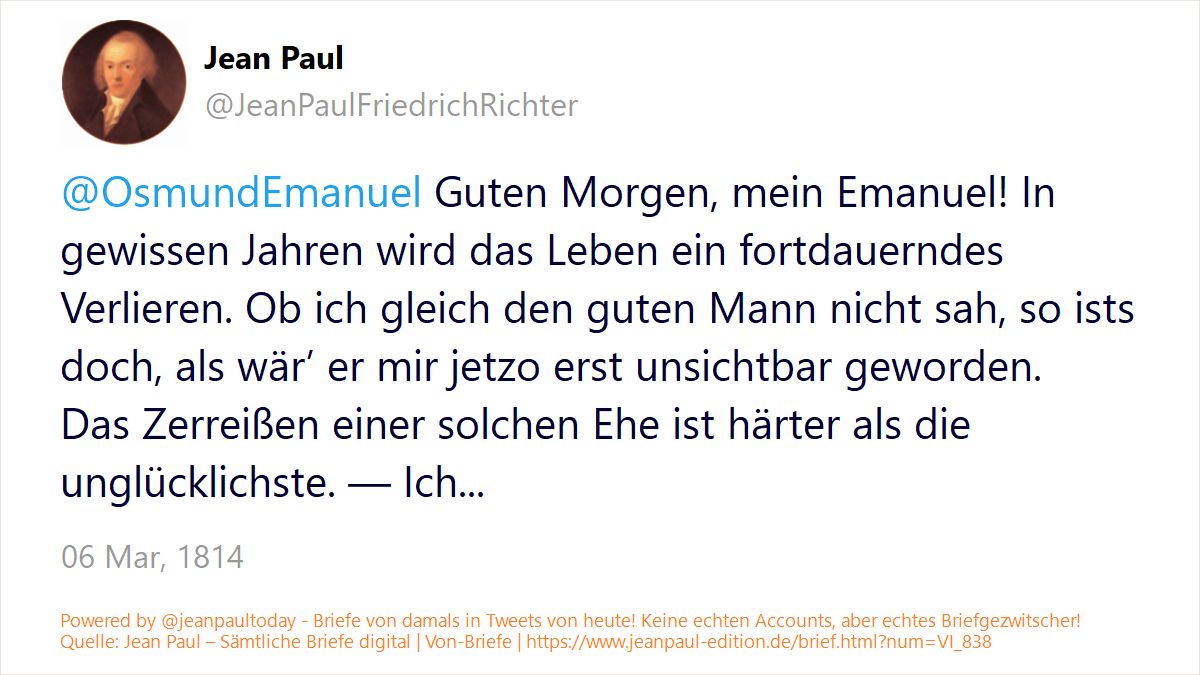 Jean Paul
@JeanPaulFriedrichRichter
@OsmundEmanuel Guten Morgen, mein Emanuel! In
gewissen Jahren wird das Leben ein fortdauerndes
Verlieren. Ob ich gleich den guten Mann nicht sah, so ists
doch, als wär’ er mir jetzo erst unsichtbar geworden.
Das Zerreißen einer solchen Ehe ist härter als die
unglücklichste. — Ich...
06 Mar, 1814
Powered by @jeanpaultoday - Briefe von damals in Tweets von heute! Keine echten Accounts, aber echtes Briefgezwitscher!
Quelle: Jean Paul – Sämtliche Briefe digital | Von-Briefe | https://www.jeanpaul-edition.de/brief.html?num=VI_838